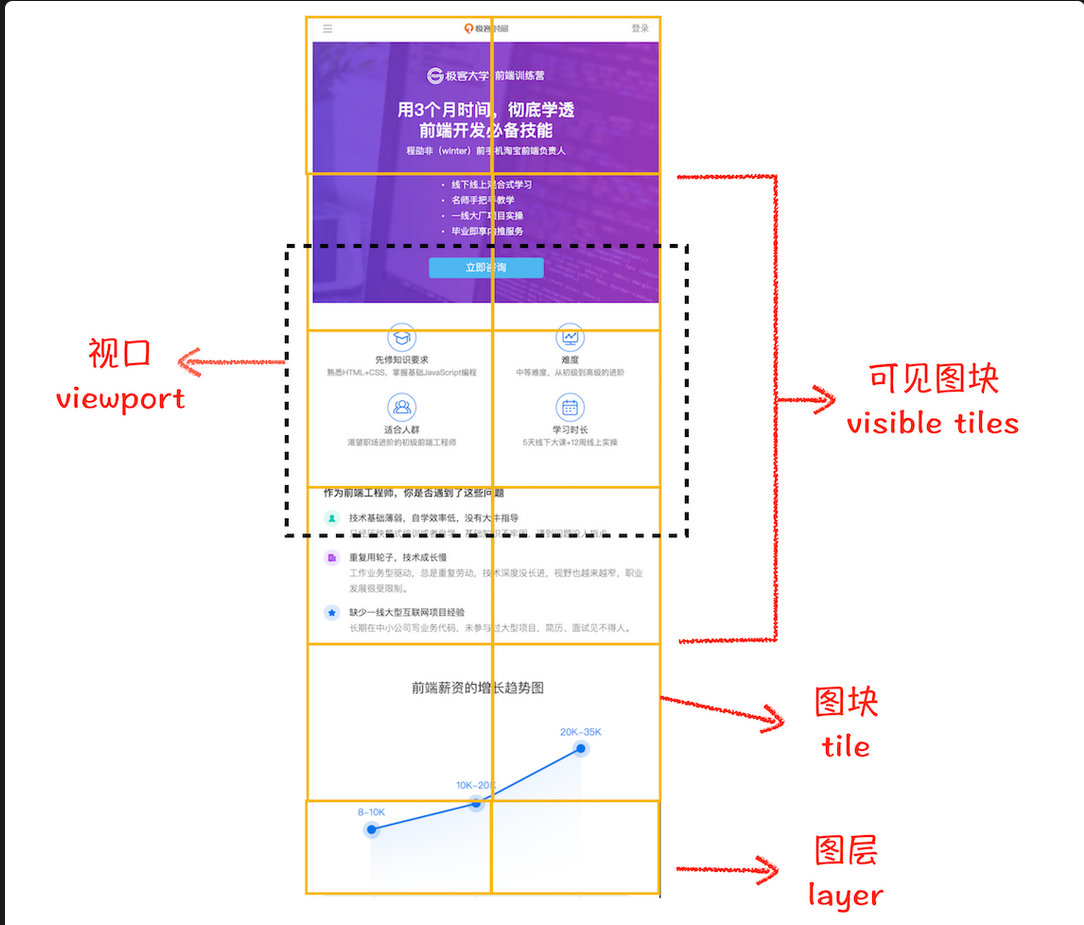 极客时间
登录
极客大学 前端训练营
用3个月时间，彻底学透
前端开发必备技能
程劭非（winter）前手机淘宝前端负责人
• 线下线上混合式学习
• 名师手把手教学
• 一线大厂项目实操
• 毕业即享内推服务
立即咨询
先修知识要求
熟悉HTML+CSS、掌握基础JavaScript编程
难度
中等难度，从初级到高级的进阶
适合人群
渴望职场进阶的初级前端工程师
学习时长
5天线下大课+12周线上实操
作为前端工程师，你是否遇到了这些问题
技术基础薄弱，自学效率低，没有大牛指导
重复用轮子，技术成长慢
工作业务型驱动，总是重复劳动，技术深度没长进，视野也越来越窄，职业
发展很受限制。
缺少一线大型互联网项目经验
长期在中小公司写业务代码，未参与过大型项目，简历、面试见不得人。
前端薪资的增长趋势图
20K-35K
10K-20K
8-10K
视口
viewport
可见图块
visible tiles
图块
tile
图层
layer